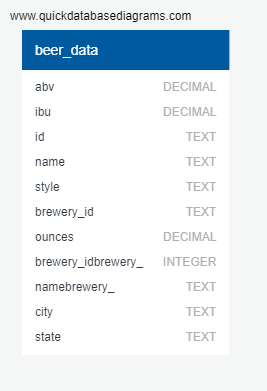 www.quickdatabasediagrams.com
beer_data
abv DECIMAL
ibu DECIMAL
id TEXT
name TEXT
style TEXT
brewery_id TEXT
ounces DECIMAL
brewery_idbrewery_ INTEGER
namebrewery_ TEXT
city TEXT
state TEXT